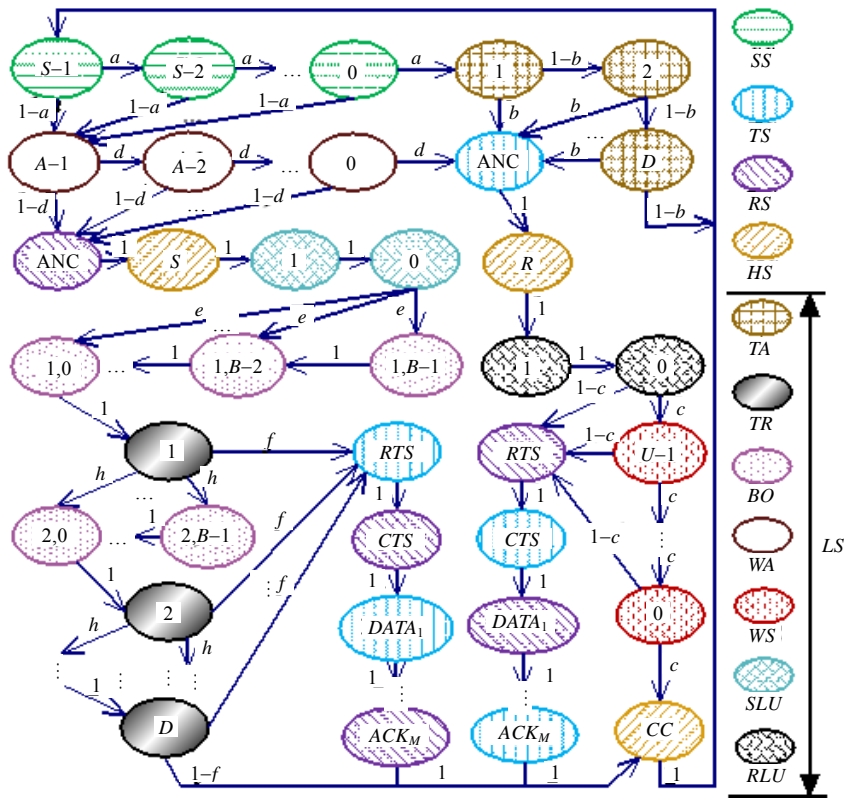 S−1 a S−2 a ... 0 a 1 1−b 2
1−a 1−a 1−a b b 1−b
... ...
A−1 d A−2 d ... 0 d ANC b D
1−d 1−d 1−d 1 1−b
...
ANC 1 S 1 1 1 0 R
e ... e e 1
1,0 ... 1 1,B−2 1 1,B−1 1 1 0
1 1−c c
1 f RTS RTS 1−c U−1
h ... h 1 1 c
2,0 ... 1 2,B−1 f CTS CTS ...
1 1 1 1−c c
2 ... f DATA1 DATA1 0
h h 1 1 c
... 1 ... ... ... ... ...
D ACKM ACKM CC
1−f 1 1 1
SS
TS
RS
HS
TA
TR
BO
WA
LS
WS
SLU
RLU